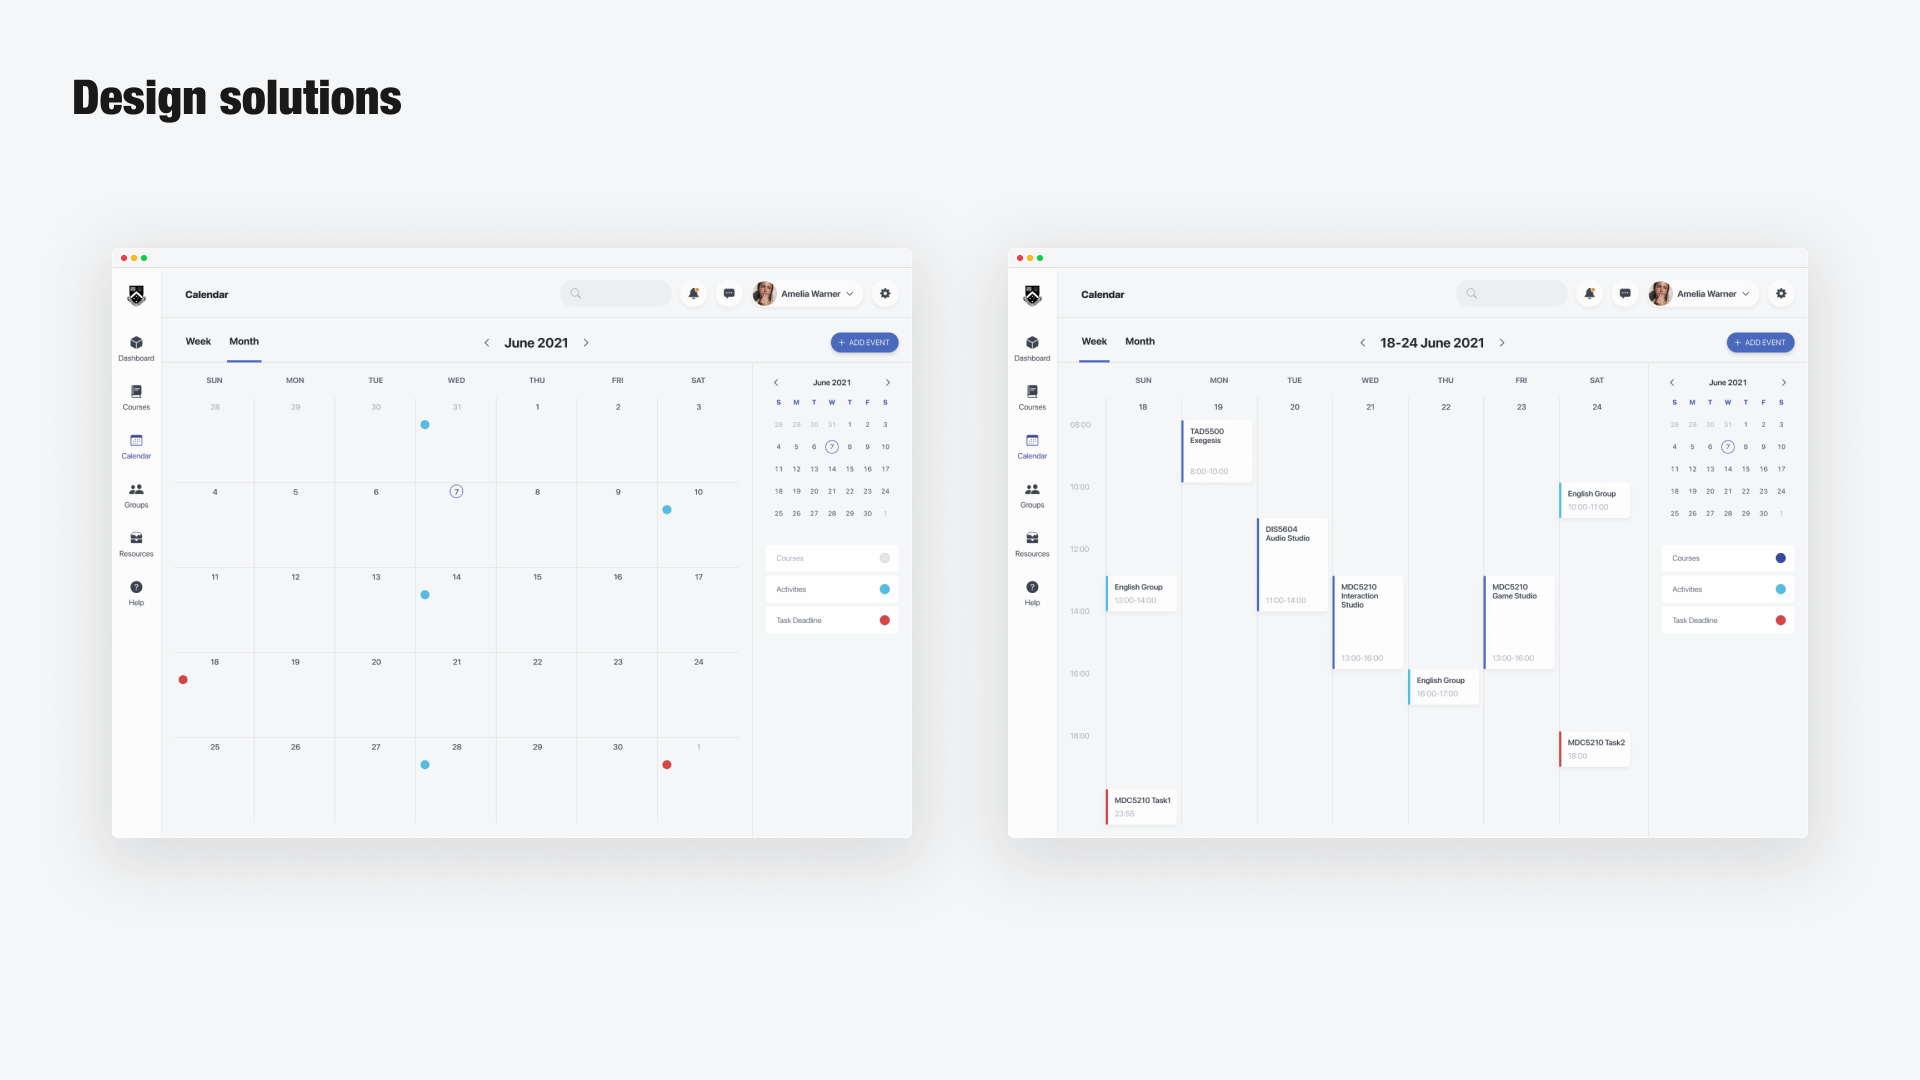 Design solutions
Calendar
Amelia Warner
Week Month
June 2021
+ ADD EVENT
Dashboard
Courses
Calendar
Groups
Resources
Help
SUN MON TUE WED THU FRI SAT
28 29 30 31 1 2 3
4 5 6 7 8 9 10
11 12 13 14 15 16 17
18 19 20 21 22 23 24
25 26 27 28 29 30 1
June 2021
S M T W T F S
28 29 30 31 1 2 3
4 5 6 7 8 9 10
11 12 13 14 15 16 17
18 19 20 21 22 23 24
25 26 27 28 29 30 1
Courses
Activities
Task Deadline
Calendar
Amelia Warner
Week Month
18-24 June 2021
+ ADD EVENT
Dashboard
Courses
Calendar
Groups
Resources
Help
SUN MON TUE WED THU FRI SAT
18 19 20 21 22 23 24
08:00
10:00
12:00
14:00
16:00
18:00
English Group
13:00-14:00
MDC5210 Task1
23:55
TAD5500
Exegesis
8:00-10:00
DIS5604
Audio Studio
11:00-14:00
MDC5210
Interaction
Studio
13:00-16:00
English Group
16:00-17:00
MDC5210
Game Studio
13:00-16:00
English Group
10:00-11:00
MDC5210 Task2
18:00
June 2021
S M T W T F S
28 29 30 31 1 2 3
4 5 6 7 8 9 10
11 12 13 14 15 16 17
18 19 20 21 22 23 24
25 26 27 28 29 30 1
Courses
Activities
Task Deadline